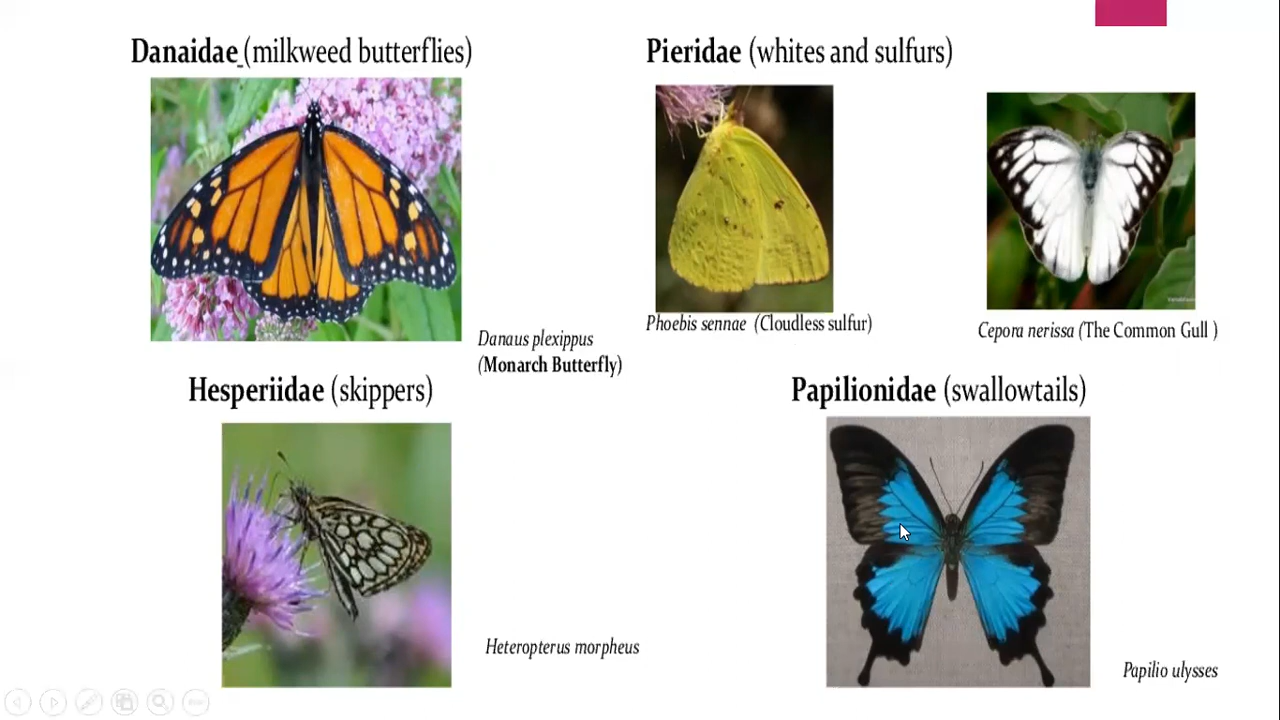 Danaidae (milkweed butterflies)
Pieridae (whites and sulfurs)
Phoebis sennae (Cloudless sulfur)
Cepora nerissa (The Common Gull )
Danaus plexippus
(Monarch Butterfly)
Hesperiidae (skippers)
Papilionidae (swallowtails)
Heteropterus morpheus
Papilio ulysses